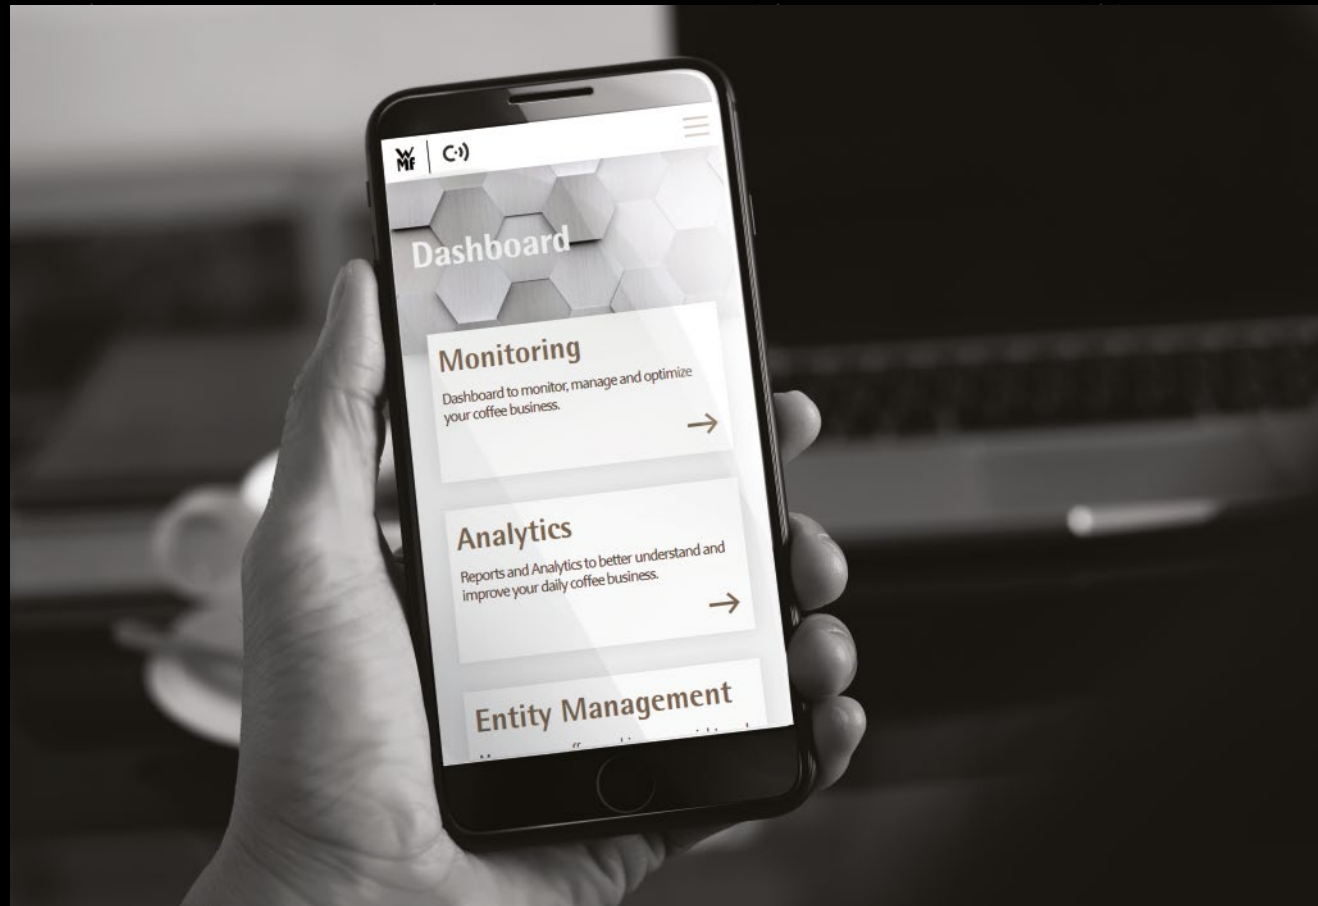 WMF
Dashboard
Monitoring
Dashboard to monitor, manage and optimize
your coffee business.
Analytics
Reports and Analytics to better understand and
improve your daily coffee business.
Entity Management